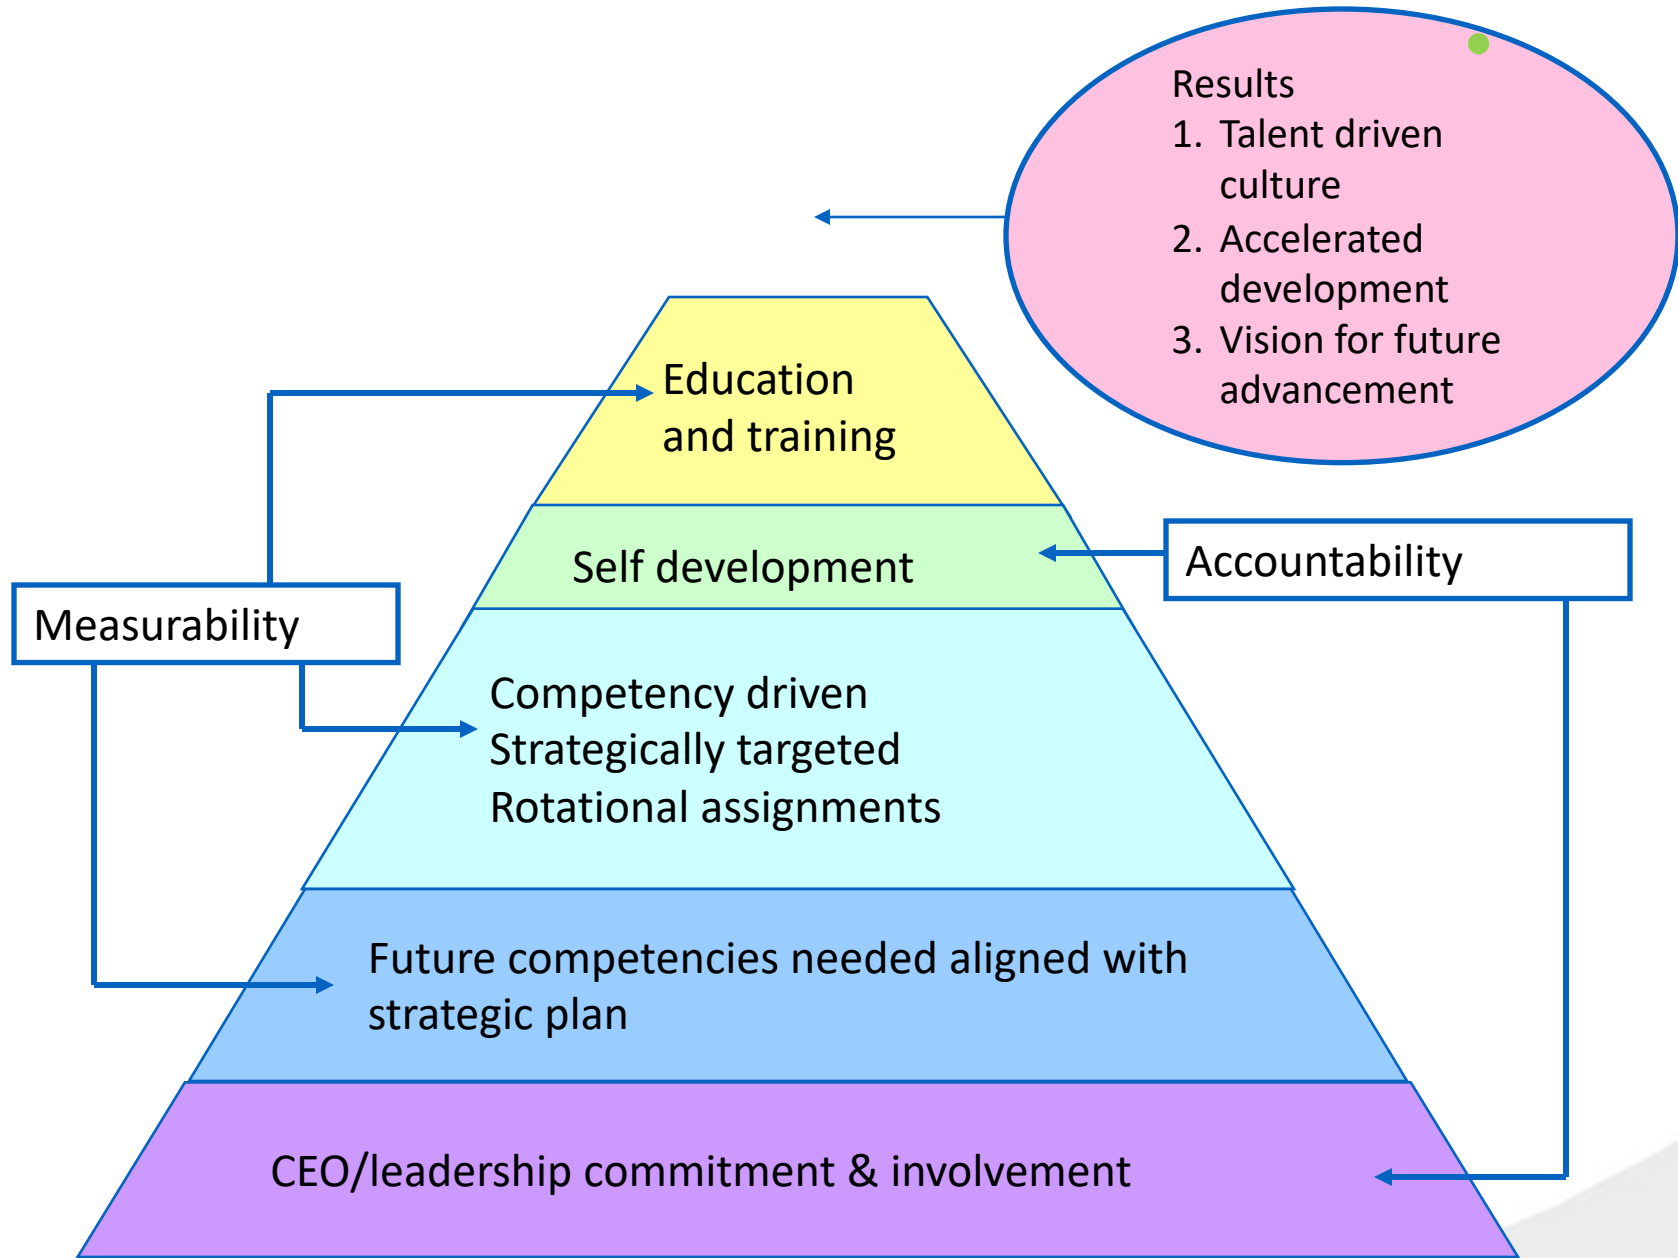 Results
1. Talent driven
culture
2. Accelerated
development
3. Vision for future
advancement
Education
and training
Self development
Accountability
Measurability
Competency driven
Strategically targeted
Rotational assignments
Future competencies needed aligned with
strategic plan
CEO/leadership commitment & involvement